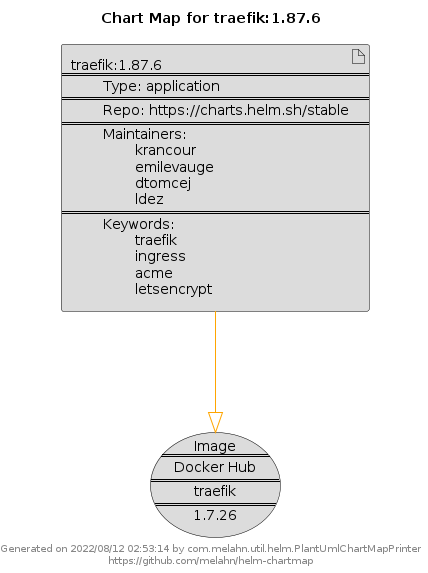 Chart Map for traefik:1.87.6
traefik:1.87.6
Type: application
Repo: https://charts.helm.sh/stable
Maintainers:
krancour
emilevauge
dtomcej
ldez
Keywords:
traefik
ingress
acme
letsencrypt
Image
Docker Hub
traefik
1.7.26
Generated on 2022/08/12 02:53:14 by com.melahn.util.helm.PlantUmlChartMapPrinter
https://github.com/melahn/helm-chartmap